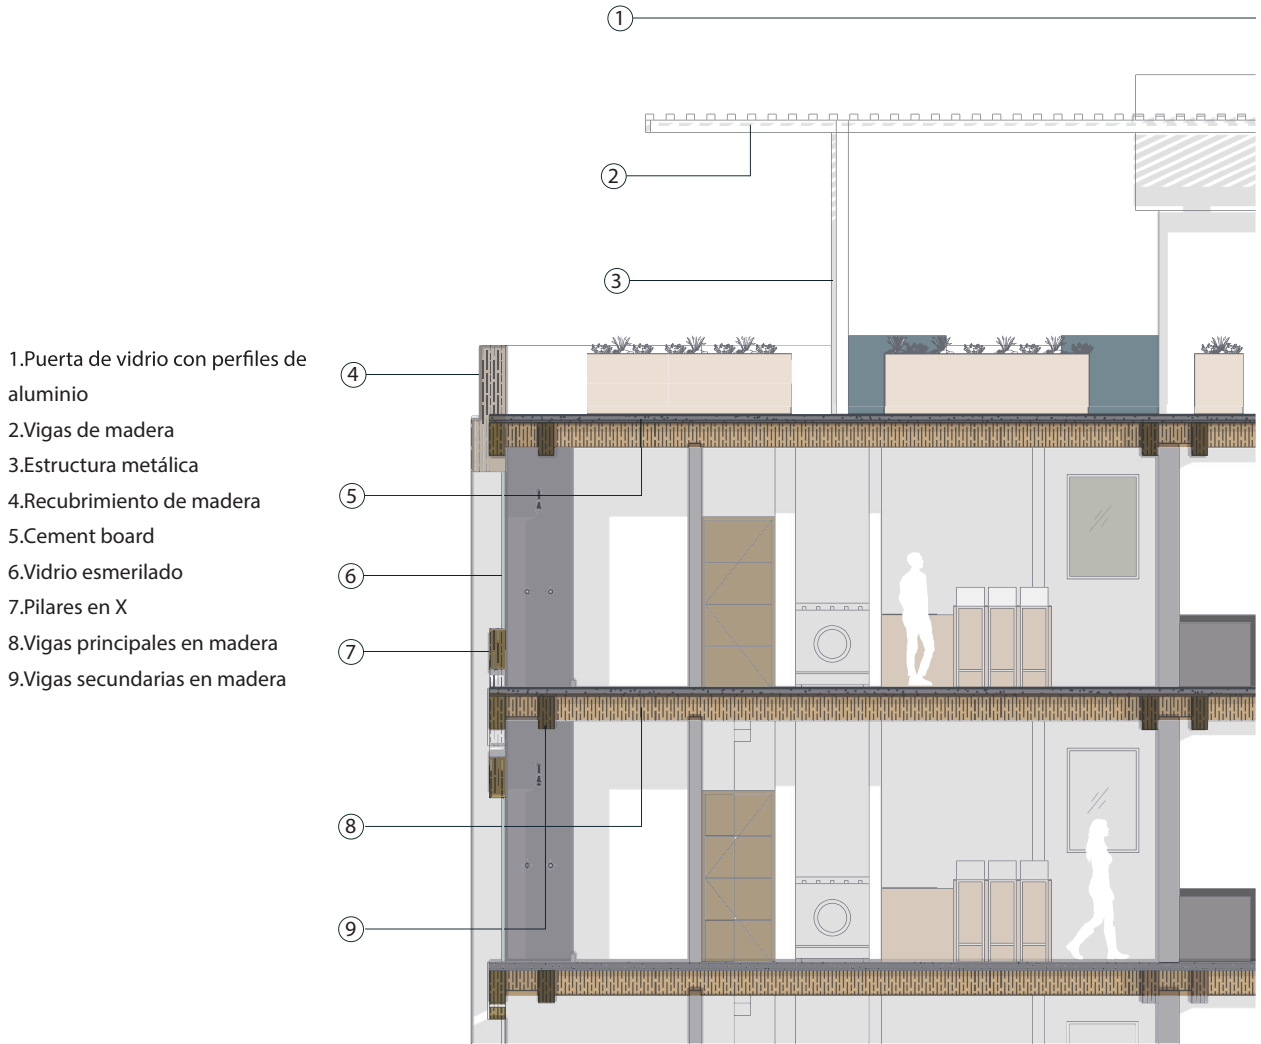 1
2
3
1.Puerta de vidrio con perfiles de
aluminio
2.Vigas de madera
3.Estructura metálica
4.Recubrimiento de madera
5.Cement board
6.Vidrio esmerilado
7.Pilares en X
8.Vigas principales en madera
9.Vigas secundarias en madera
4
5
6
7
8
9